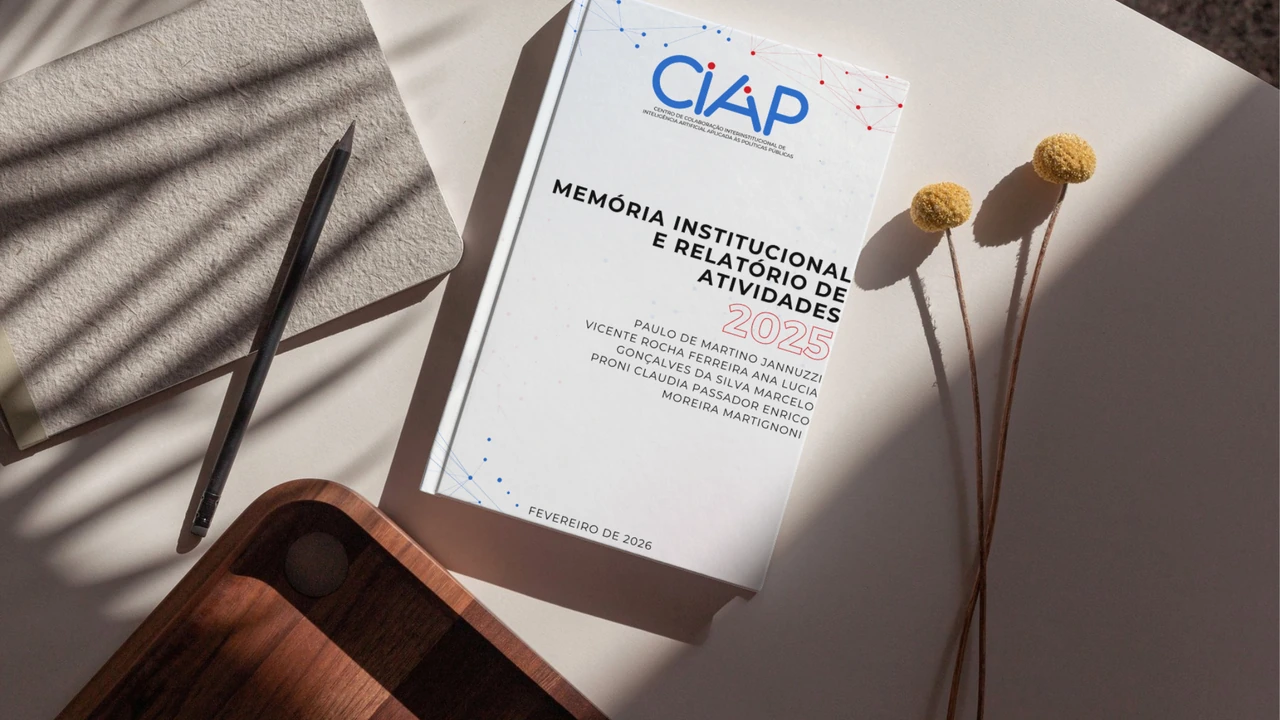 CiAP
CENTRO DE COLABORAÇÃO INTERINSTITUCIONAL DE
INTELIGÊNCIA ARTIFICIAL APLICADA ÀS POLÍTICAS PÚBLICAS
MEMÓRIA INSTITUCIONAL
E RELATÓRIO DE
ATIVIDADES
2025
PAULO DE MARTINO JANNUZZI
VICENTE ROCHA FERREIRA ANA LUCIA
GONÇALVES DA SILVA MARCELO
PRONI CLAUDIA PASSADOR ENRICO
MOREIRA MARTIGNONI
FEVEREIRO DE 2026